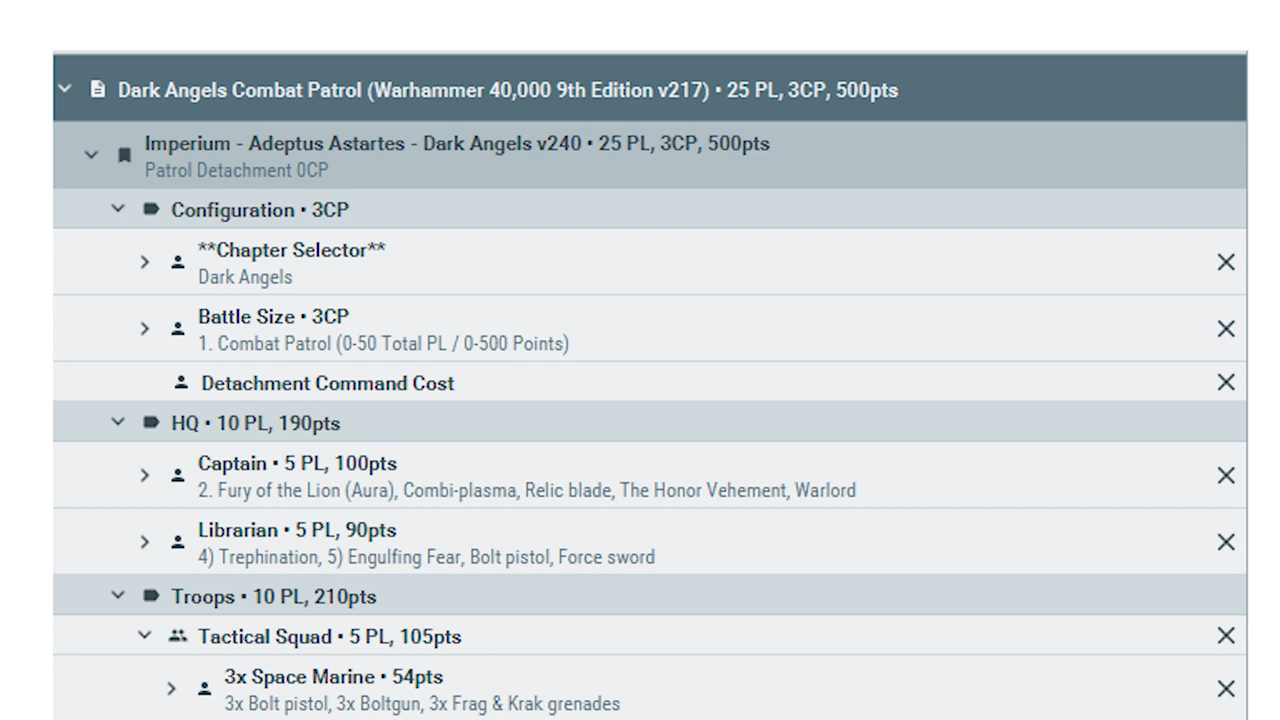 Dark Angels Combat Patrol (Warhammer 40,000 9th Edition v217) • 25 PL, 3CP, 500pts
Imperium - Adeptus Astartes - Dark Angels v240 • 25 PL, 3CP, 500pts
Patrol Detachment 0CP
Configuration • 3CP
**Chapter Selector**
Dark Angels
Battle Size • 3CP
1. Combat Patrol (0-50 Total PL / 0-500 Points)
Detachment Command Cost
HQ • 10 PL, 190pts
Captain • 5 PL, 100pts
2. Fury of the Lion (Aura), Combi-plasma, Relic blade, The Honor Vehement, Warlord
Librarian • 5 PL, 90pts
4) Trephination, 5) Engulfing Fear, Bolt pistol, Force sword
Troops • 10 PL, 210pts
Tactical Squad • 5 PL, 105pts
3x Space Marine • 54pts
3x Bolt pistol, 3x Boltgun, 3x Frag & Krak grenades